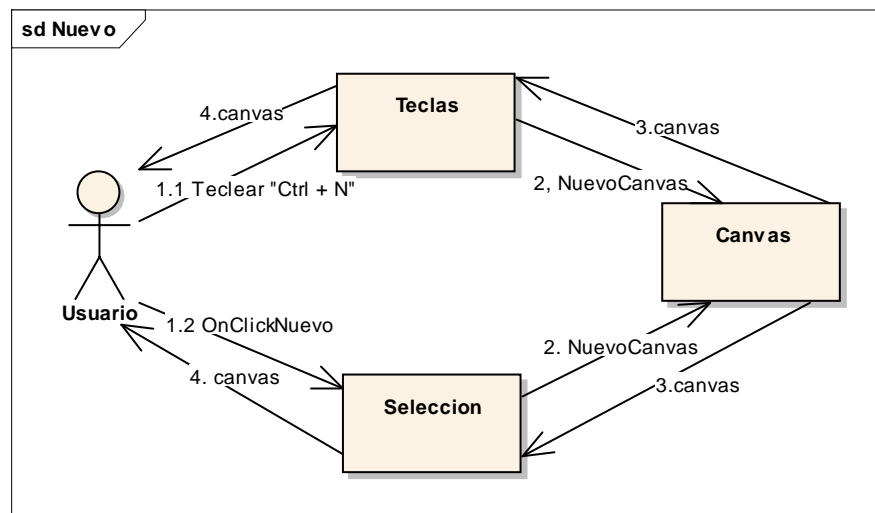 sd Nuevo
Teclas
4.canvas
3.canvas
1.1 Teclear "Ctrl + N"
2, NuevoCanvas
Canvas
Usuario
1.2 OnClickNuevo
2. NuevoCanvas
4. canvas
3.canvas
Seleccion